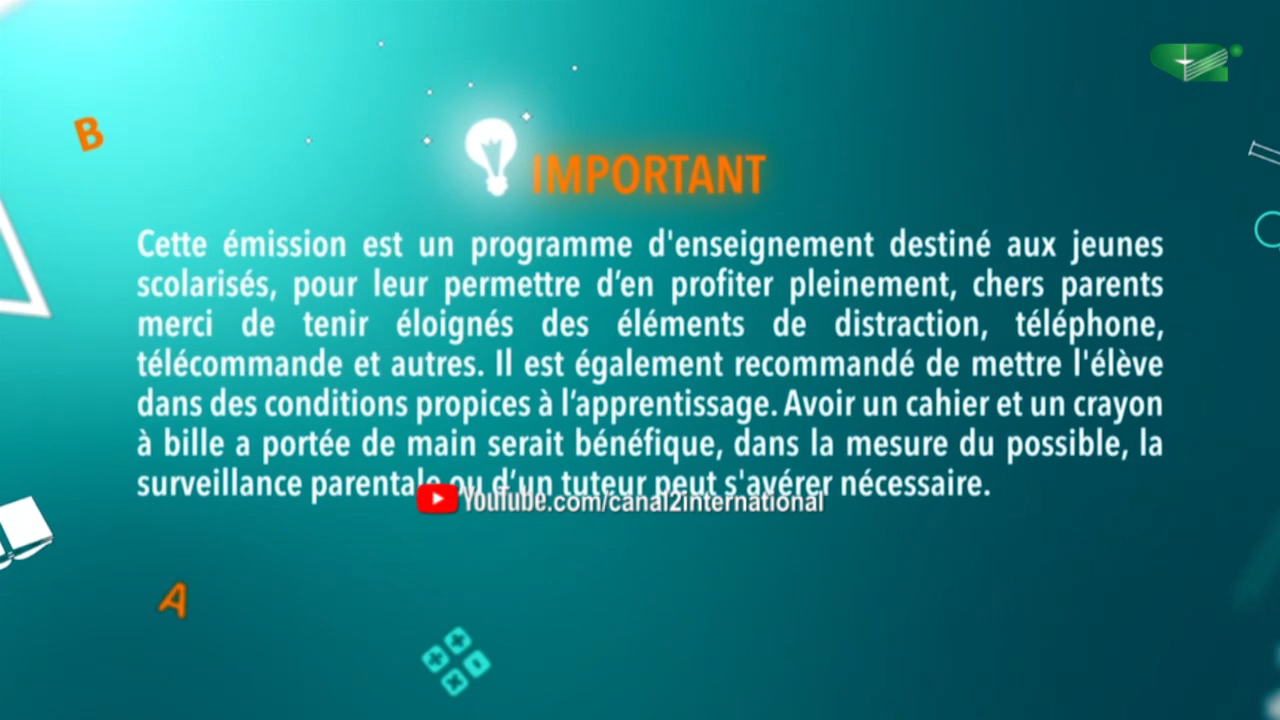 B
IMPORTANT
Cette émission est un programme d'enseignement destiné aux jeunes
scolarisés, pour leur permettre d’en profiter pleinement, chers parents
merci de tenir éloignés des éléments de distraction, téléphone,
télécommande et autres. Il est également recommandé de mettre l'élève
dans des conditions propices à l’apprentissage. Avoir un cahier et un crayon
à bille a portée de main serait bénéfique, dans la mesure du possible, la
surveillance parentale ou d’un tuteur peut s'avérer nécessaire.
YouTube.com/canal2international
A